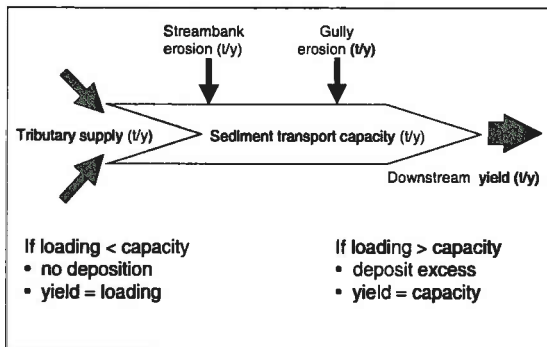 Streambank
erosion (t/y)
Gully
erosion (t/y)
Tributary supply (t/y)
Sediment transport capacity (t/y)
Downstream yield (t/y)
If loading < capacity
• no deposition
• yield = loading
If loading > capacity
• deposit excess
• yield = capacity